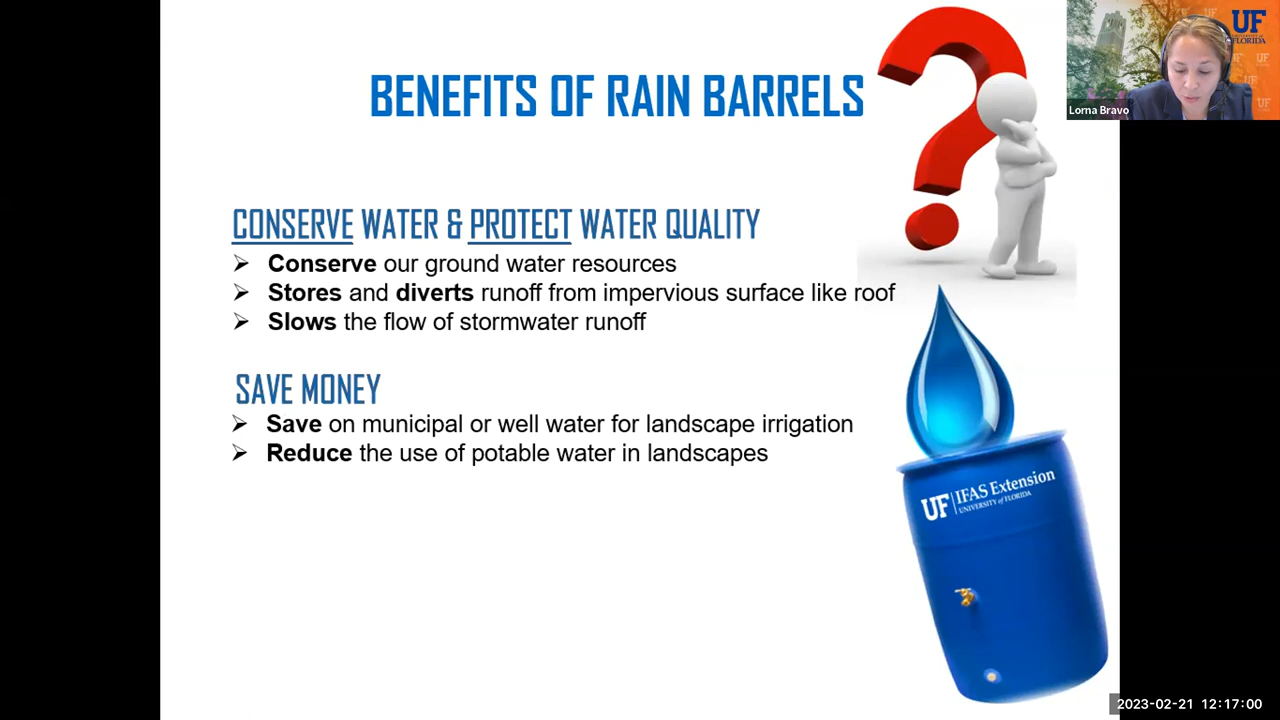 BENEFITS OF RAIN BARRELS
UF
UNIVERSITY of FLORIDA
Lorna Bravo
CONSERVE WATER & PROTECT WATER QUALITY
Conserve our ground water resources
Stores and diverts runoff from impervious surface like roof
Slows the flow of stormwater runoff
SAVE MONEY
Save on municipal or well water for landscape irrigation
Reduce the use of potable water in landscapes
UF IFAS Extension
UNIVERSITY of FLORIDA
2023-02-21 12:17:00